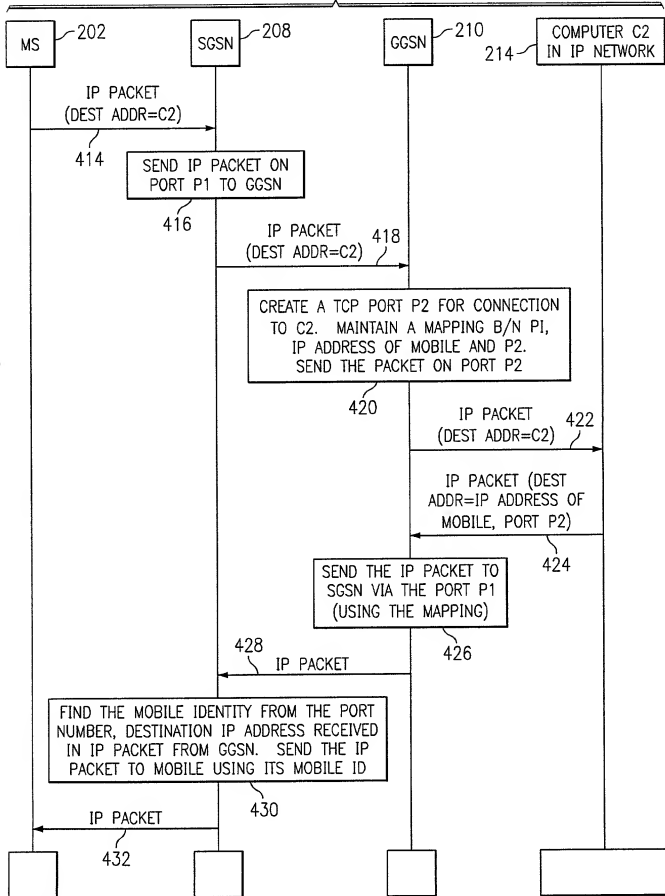 MS
202
SGSN
208
GGSN
210
214
COMPUTER C2
IN IP NETWORK
IP PACKET
(DEST ADDR=C2)
414
SEND IP PACKET ON
PORT P1 TO GGSN
416
IP PACKET
(DEST ADDR=C2)
418
CREATE A TCP PORT P2 FOR CONNECTION
TO C2. MAINTAIN A MAPPING B/N PI,
IP ADDRESS OF MOBILE AND P2.
SEND THE PACKET ON PORT P2
420
IP PACKET
(DEST ADDR=C2)
422
IP PACKET (DEST
ADDR=IP ADDRESS OF
MOBILE, PORT P2)
424
SEND THE IP PACKET TO
SGSN VIA THE PORT P1
(USING THE MAPPING)
426
428
IP PACKET
FIND THE MOBILE IDENTITY FROM THE PORT
NUMBER, DESTINATION IP ADDRESS RECEIVED
IN IP PACKET FROM GGSN. SEND THE IP
PACKET TO MOBILE USING ITS MOBILE ID
430
IP PACKET
432